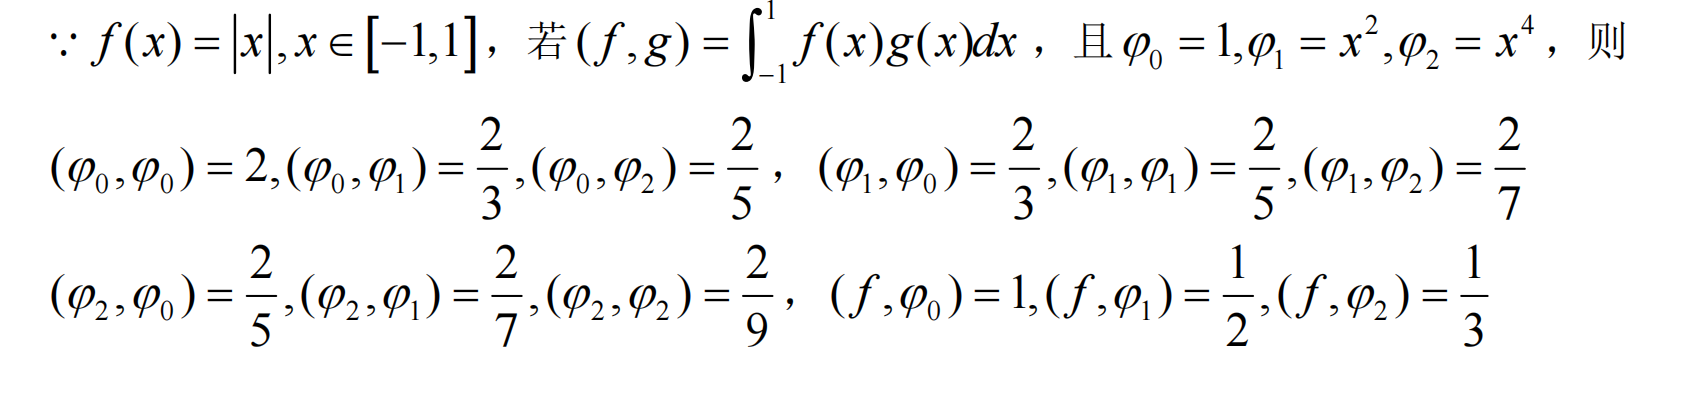 ∵ f(x) = |x|, x ∈ [−1,1]，若 (f,g) = ∫_{−1}^{1} f(x)g(x)dx，且 φ₀ = 1, φ₁ = x², φ₂ = x⁴，则
(φ₀,φ₀) = 2, (φ₀,φ₁) = 2/3, (φ₀,φ₂) = 2/5，(φ₁,φ₀) = 2/3, (φ₁,φ₁) = 2/5, (φ₁,φ₂) = 2/7
(φ₂,φ₀) = 2/5, (φ₂,φ₁) = 2/7, (φ₂,φ₂) = 2/9，(f,φ₀) = 1, (f,φ₁) = 1/2, (f,φ₂) = 1/3